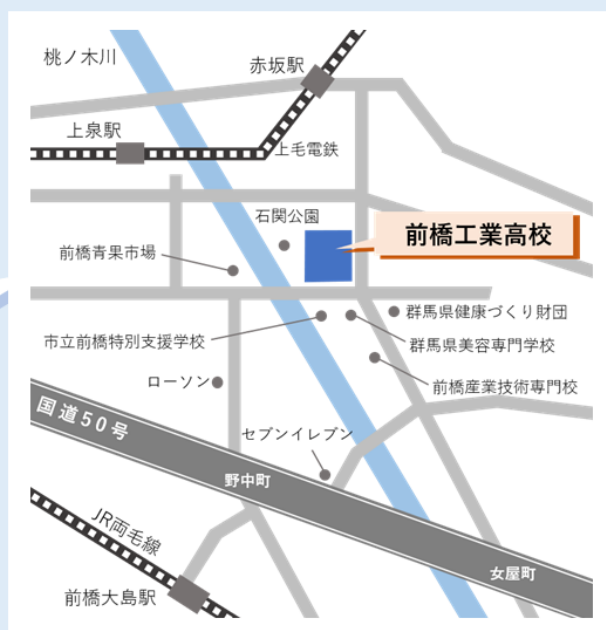 桃ノ木川
赤坂駅
上泉駅
上毛電鉄
石関公園
前橋工業高校
前橋青果市場
群馬県健康づくり財団
市立前橋特別支援学校
群馬県美容専門学校
ローソン
前橋産業技術専門校
国道50号
セブンイレブン
野中町
JR両毛線
女屋町
前橋大島駅